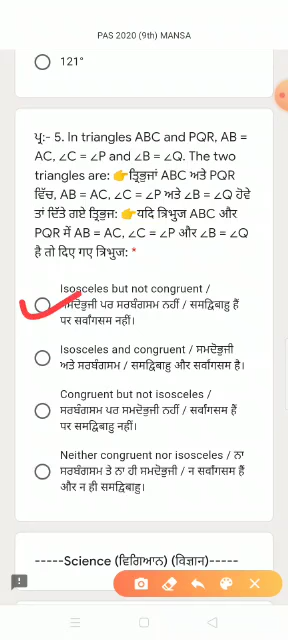 PAS 2020 (9th) MANSA
121°
ਪ੍ਰ:- 5. In triangles ABC and PQR, AB =
AC, ∠C = ∠P and ∠B = ∠Q. The two
triangles are: 👉ਤ੍ਰਿਭੁਜਾਂ ABC ਅਤੇ PQR
ਵਿੱਚ, AB = AC, ∠C = ∠P ਅਤੇ ∠B = ∠Q ਹੋਵੇ
ਤਾਂ ਦਿੱਤੇ ਗਏ ਤ੍ਰਿਭੁਜ: 👉यदि त्रिभुज ABC और
PQR में AB = AC, ∠C = ∠P और ∠B = ∠Q
है तो दिए गए त्रिभुज: *
Isosceles but not congruent /
ਸਮਦੋਭੁਜੀ ਪਰ ਸਰਬੰਗਸਮ ਨਹੀਂ / समद्विबाहु हैं
पर सर्वांगसम नहीं।
Isosceles and congruent / ਸਮਦੋਭੁਜੀ
ਅਤੇ ਸਰਬੰਗਸਮ / समद्विबाहु और सर्वांगसम है।
Congruent but not isosceles /
ਸਰਬੰਗਸਮ ਪਰ ਸਮਦੋਭੁਜੀ ਨਹੀਂ / सर्वांगसम हैं
पर समद्विबाहु नहीं।
Neither congruent nor isosceles / ਨਾ
ਸਰਬੰਗਸਮ ਤੇ ਨਾ ਹੀ ਸਮਦੋਭੁਜੀ / न सर्वांगसम हैं
और न ही समद्विबाहु।
-----Science (ਵਿਗਿਆਨ) (विज्ञान)-----